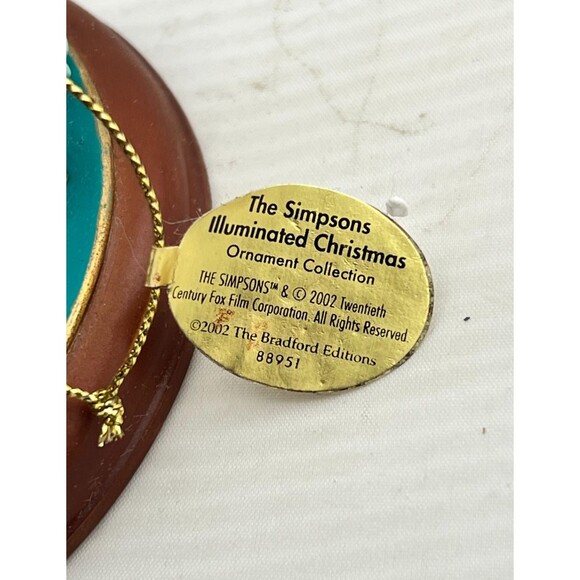 The Simpsons
Illuminated Christmas
Ornament Collection
THE SIMPSONS™ & © 2002 Twentieth
Century Fox Film Corporation. All Rights Reserved.
©2002 The Bradford Editions
88951